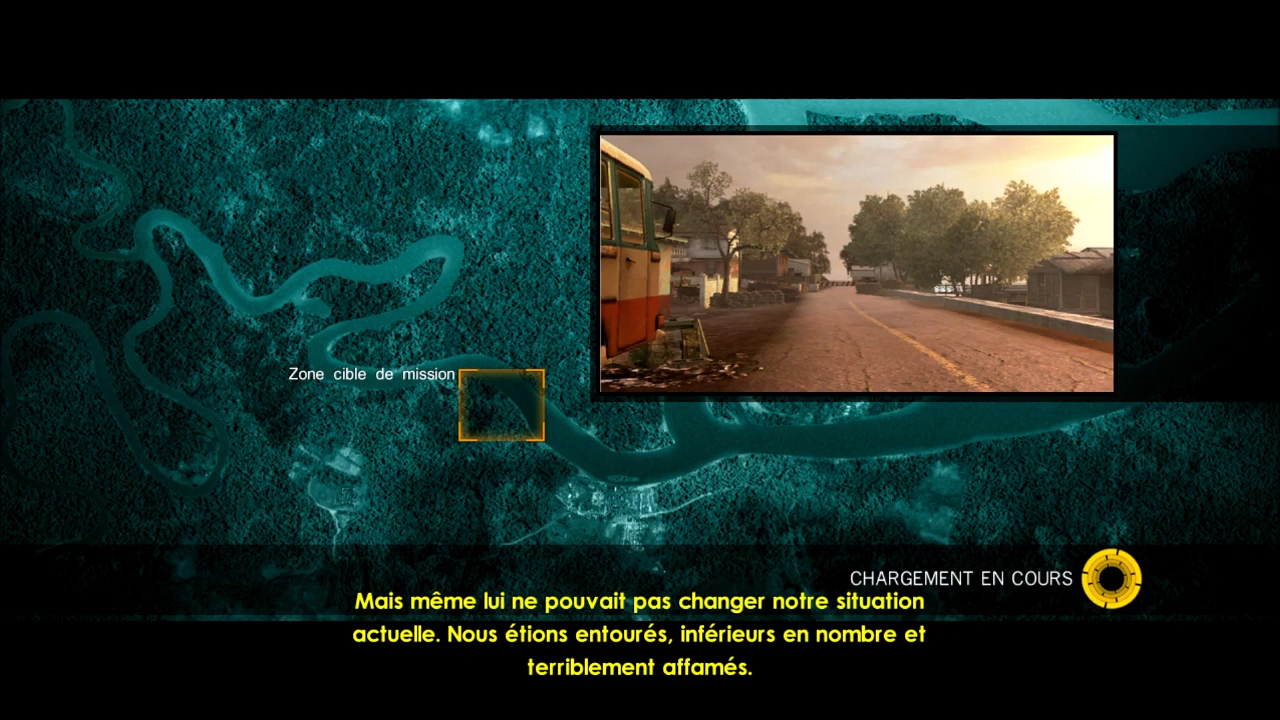 Zone cible de mission
CHARGEMENT EN COURS
Mais même lui ne pouvait pas changer notre situation
actuelle. Nous étions entourés, inférieurs en nombre et
terriblement affamés.